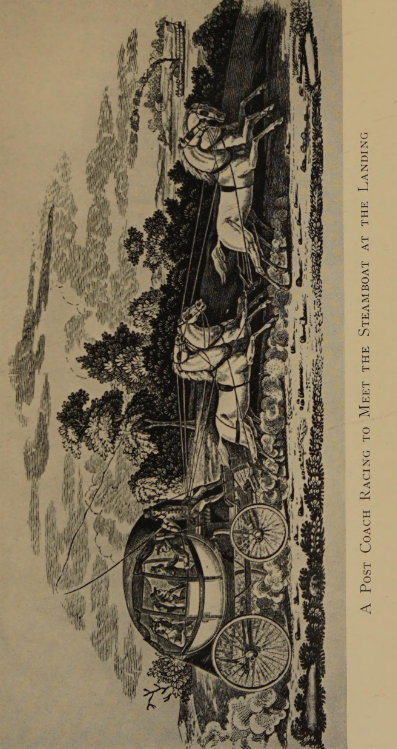 A Post Coach Racing to Meet the Steamboat at the Landing